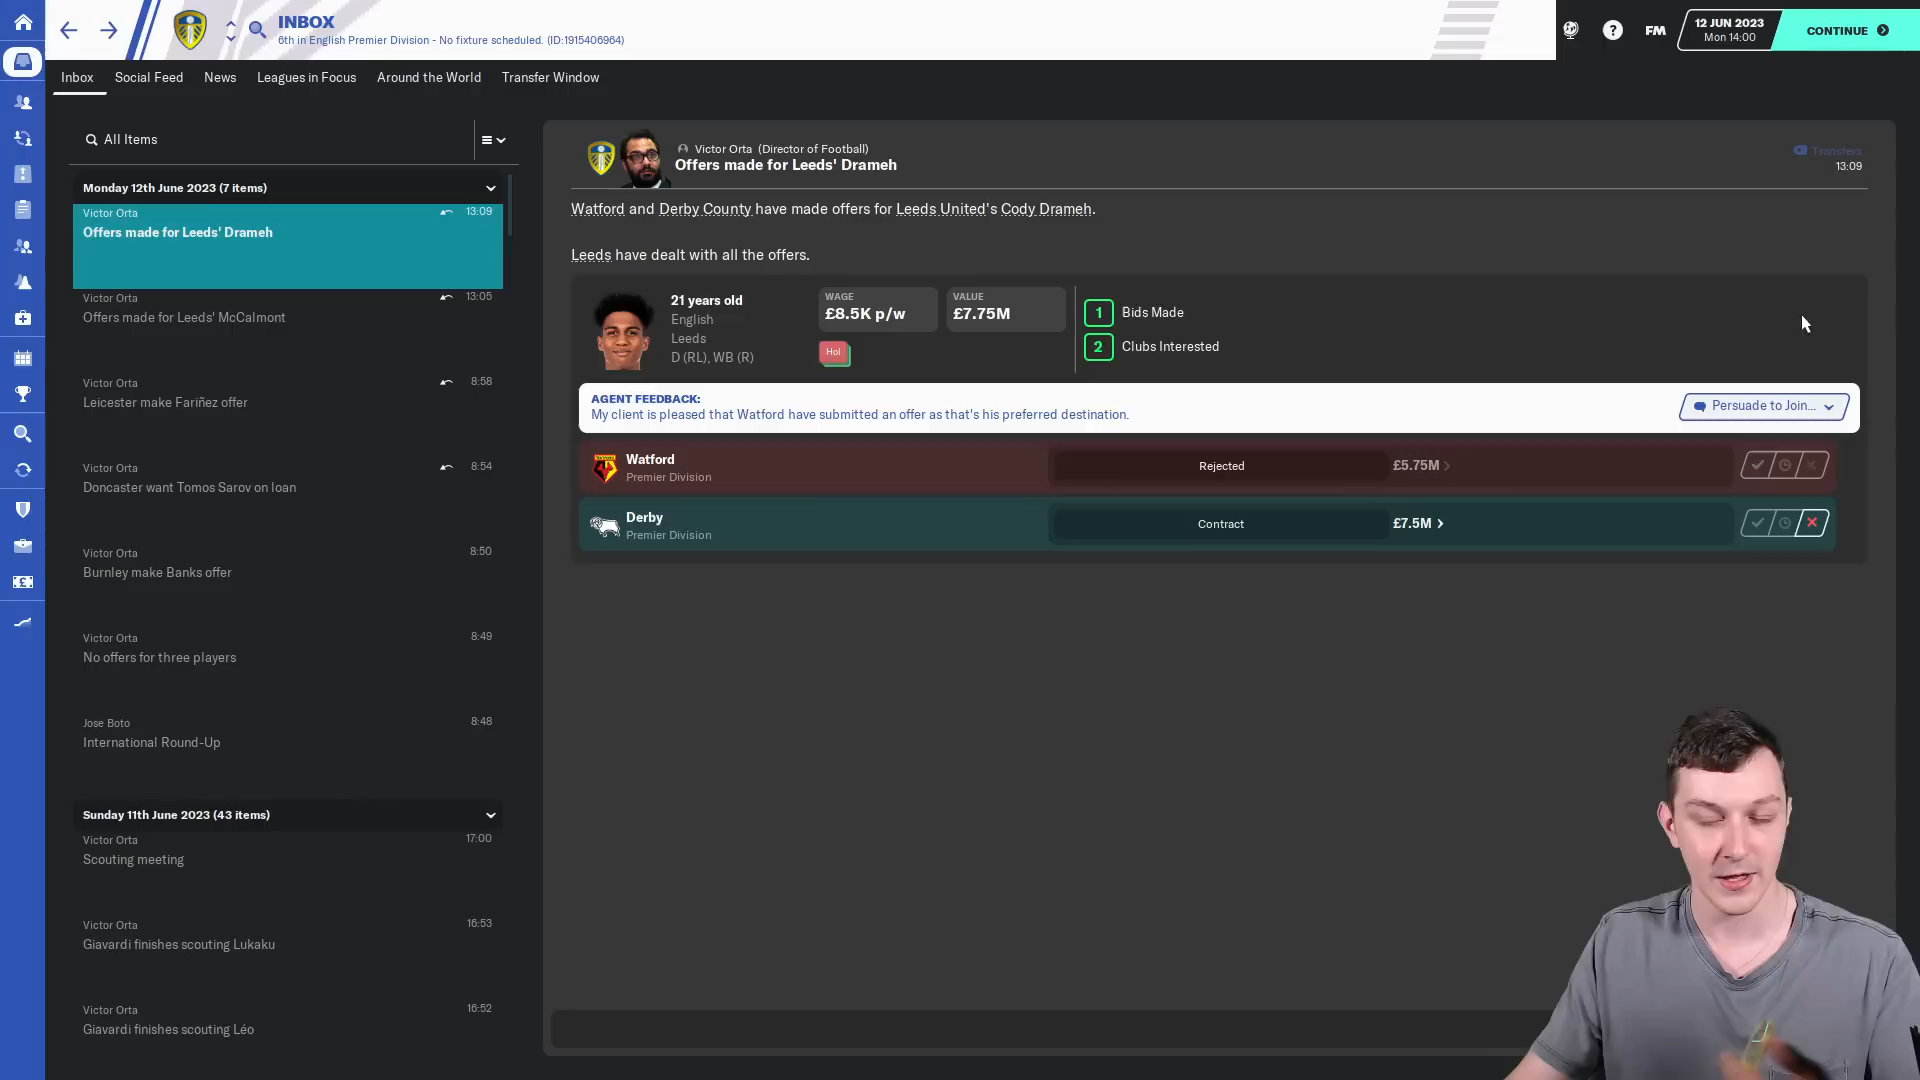 INBOX
6th in English Premier Division - No fixture scheduled. (ID:1915406964)
FM
12 JUN 2023
Mon 14:00
CONTINUE
Inbox
Social Feed
News
Leagues in Focus
Around the World
Transfer Window
All Items
Monday 12th June 2023 (7 items)
Victor Orta 13:09
Offers made for Leeds' Drameh
Victor Orta 13:05
Offers made for Leeds' McCalmont
Victor Orta 8:58
Leicester make Fariñez offer
Victor Orta 8:54
Doncaster want Tomos Sarov on loan
Victor Orta 8:50
Burnley make Banks offer
Victor Orta 8:49
No offers for three players
Jose Boto 8:48
International Round-Up
Sunday 11th June 2023 (43 items)
Victor Orta 17:00
Scouting meeting
Victor Orta 16:53
Giavardi finishes scouting Lukaku
Victor Orta 16:52
Giavardi finishes scouting Léo
Victor Orta (Director of Football)
Offers made for Leeds' Drameh
Transfers
13:09
Watford and Derby County have made offers for Leeds United's Cody Drameh.
Leeds have dealt with all the offers.
21 years old
English
Leeds
D (RL), WB (R)
WAGE
£8.5K p/w
VALUE
£7.75M
Hol
1 Bids Made
2 Clubs Interested
AGENT FEEDBACK:
My client is pleased that Watford have submitted an offer as that's his preferred destination.
Persuade to Join...
Watford
Premier Division
Rejected
£5.75M
Derby
Premier Division
Contract
£7.5M